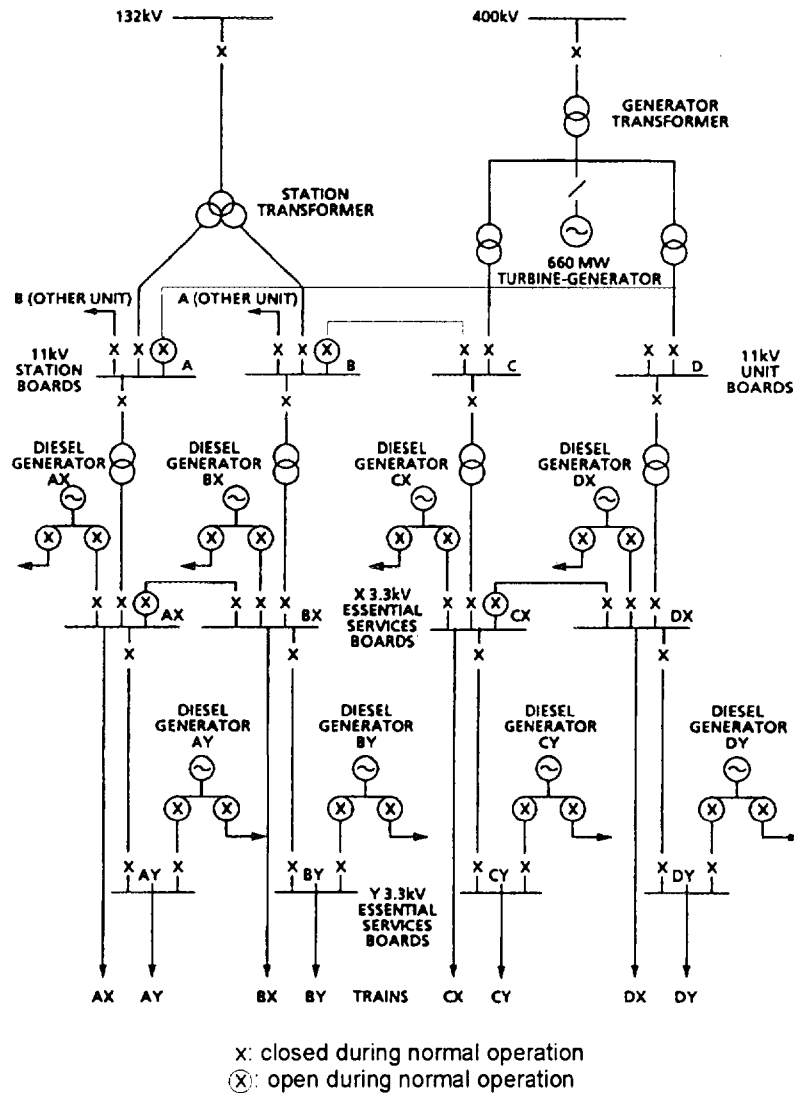 132kV
400kV
x
x
GENERATOR
TRANSFORMER
STATION
TRANSFORMER
660 MW
TURBINE-GENERATOR
B (OTHER UNIT)
A (OTHER UNIT)
x x x
x x x
x x
x x
11kV
STATION
BOARDS
A
B
C
D
11kV
UNIT
BOARDS
x
x
x
x
DIESEL
GENERATOR
AX
DIESEL
GENERATOR
BX
DIESEL
GENERATOR
CX
DIESEL
GENERATOR
DX
x x
x x
x x
x x
x x x
x x x
x x x
x x x
X 3.3kV
ESSENTIAL
SERVICES
BOARDS
AX
BX
CX
DX
x
x
x
x
DIESEL
GENERATOR
AY
DIESEL
GENERATOR
BY
DIESEL
GENERATOR
CY
DIESEL
GENERATOR
DY
x x
x x
x x
x x
x AY x
x BY x
x CY x
x DY x
Y 3.3kV
ESSENTIAL
SERVICES
BOARDS
AX AY BX BY TRAINS CX CY DX DY
x: closed during normal operation
x: open during normal operation